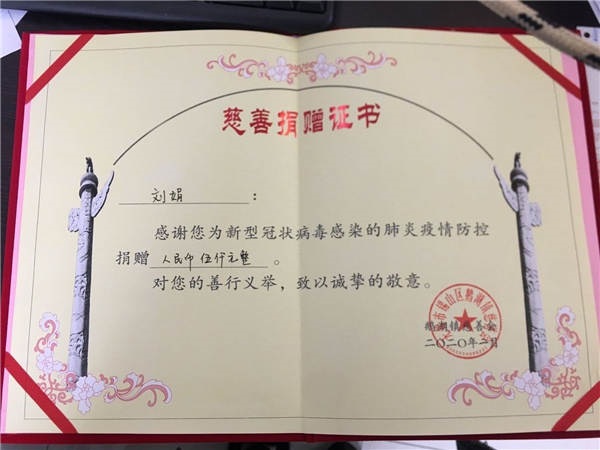 慈善捐赠证书
刘娟：
感谢您为新型冠状病毒感染的肺炎疫情防控
捐赠人民币伍仟元整。
对您的善行义举，致以诚挚的敬意。
鹅湖镇慈善会
二〇二〇年二月